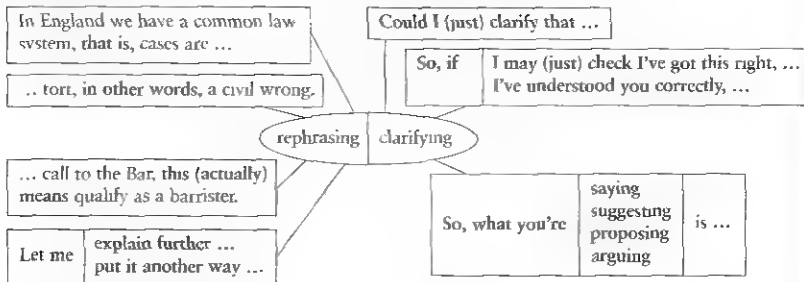 In England we have a common law
system, that is, cases are ...
.. tort, in other words, a civil wrong.
... call to the Bar, this (actually)
means qualify as a barrister.
Let me
explain further ...
put it another way ...
rephrasing
clarifying
Could I (just) clarify that ...
So, if
I may (just) check I've got this right, ...
I've understood you correctly, ...
So, what you're
saying
suggesting
proposing
arguing
is ...